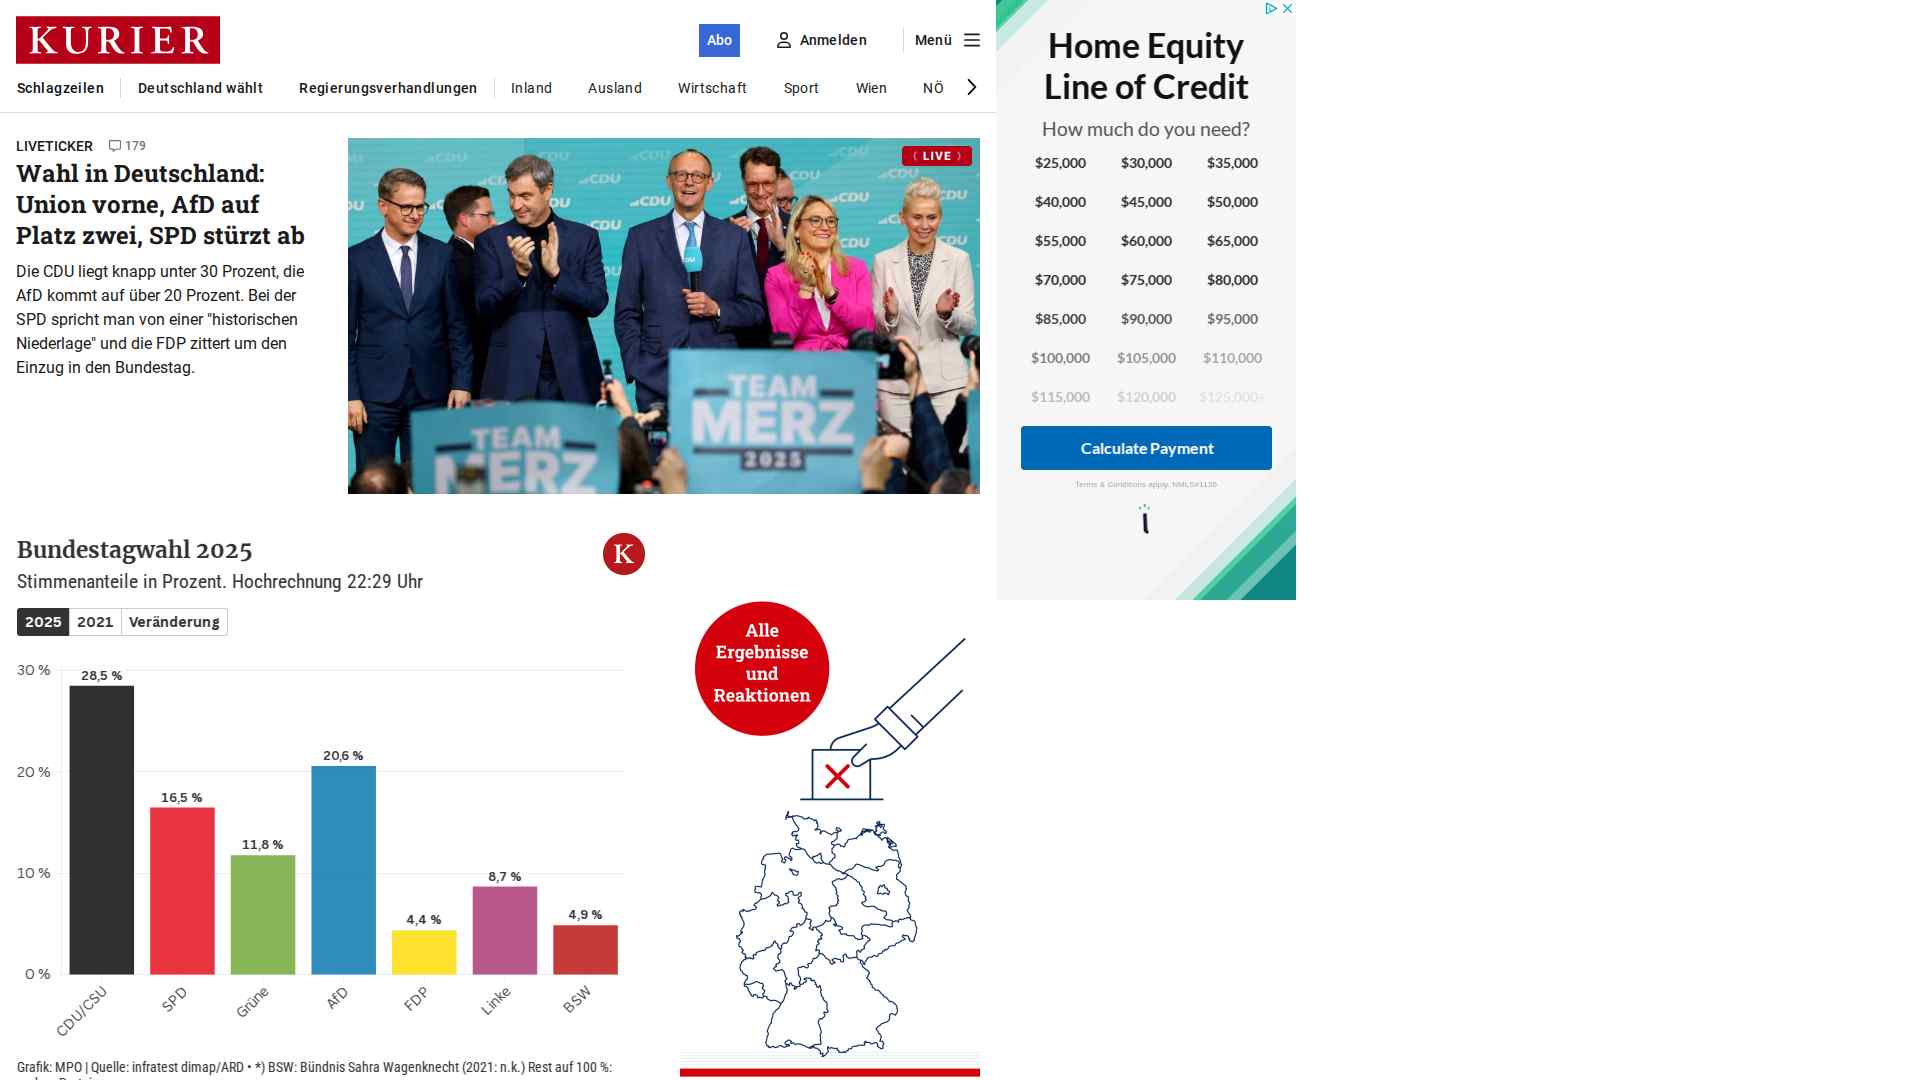 KURIER
Abo
Anmelden
Menü
Schlagzeilen
Deutschland wählt
Regierungsverhandlungen
Inland
Ausland
Wirtschaft
Sport
Wien
NÖ
LIVETICKER
179
Wahl in Deutschland:
Union vorne, AfD auf
Platz zwei, SPD stürzt ab
Die CDU liegt knapp unter 30 Prozent, die
AfD kommt auf über 20 Prozent. Bei der
SPD spricht man von einer "historischen
Niederlage" und die FDP zittert um den
Einzug in den Bundestag.
LIVE
CDU
CDU
CDU
CDU
CDU
TEAM
MERZ
2025
TEAM
MERZ
Bundestagwahl 2025
K
Stimmenanteile in Prozent. Hochrechnung 22:29 Uhr
2025
2021
Veränderung
30 %
20 %
10 %
0 %
28,5 %
16,5 %
11,8 %
20,6 %
4,4 %
8,7 %
4,9 %
CDU/CSU
SPD
Grüne
AfD
FDP
Linke
BSW
Grafik: MPO | Quelle: infratest dimap/ARD • *) BSW: Bündnis Sahra Wagenknecht (2021: n.k.) Rest auf 100 %:
Alle
Ergebnisse
und
Reaktionen
Home Equity
Line of Credit
How much do you need?
$25,000 $30,000 $35,000
$40,000 $45,000 $50,000
$55,000 $60,000 $65,000
$70,000 $75,000 $80,000
$85,000 $90,000 $95,000
$100,000 $105,000 $110,000
$115,000 $120,000 $125,000+
Calculate Payment
Terms & Conditions apply. NMLS#1136